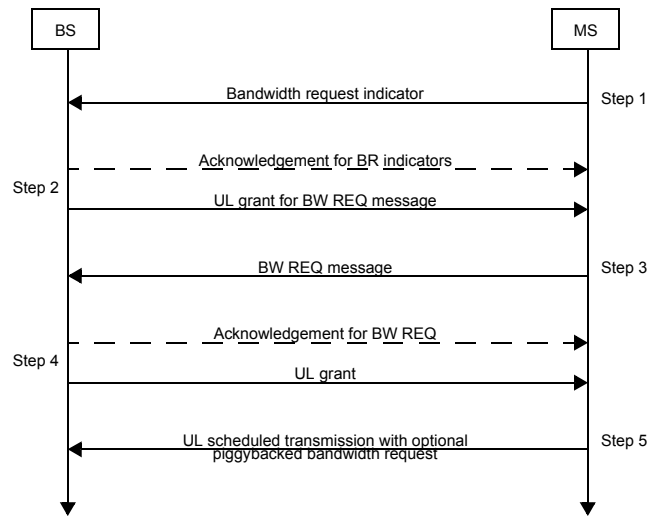 BS
MS
Bandwidth request indicator
Step 1
Acknowledgement for BR indicators
Step 2
UL grant for BW REQ message
BW REQ message
Step 3
Acknowledgement for BW REQ
Step 4
UL grant
UL scheduled transmission with optional
piggybacked bandwidth request
Step 5